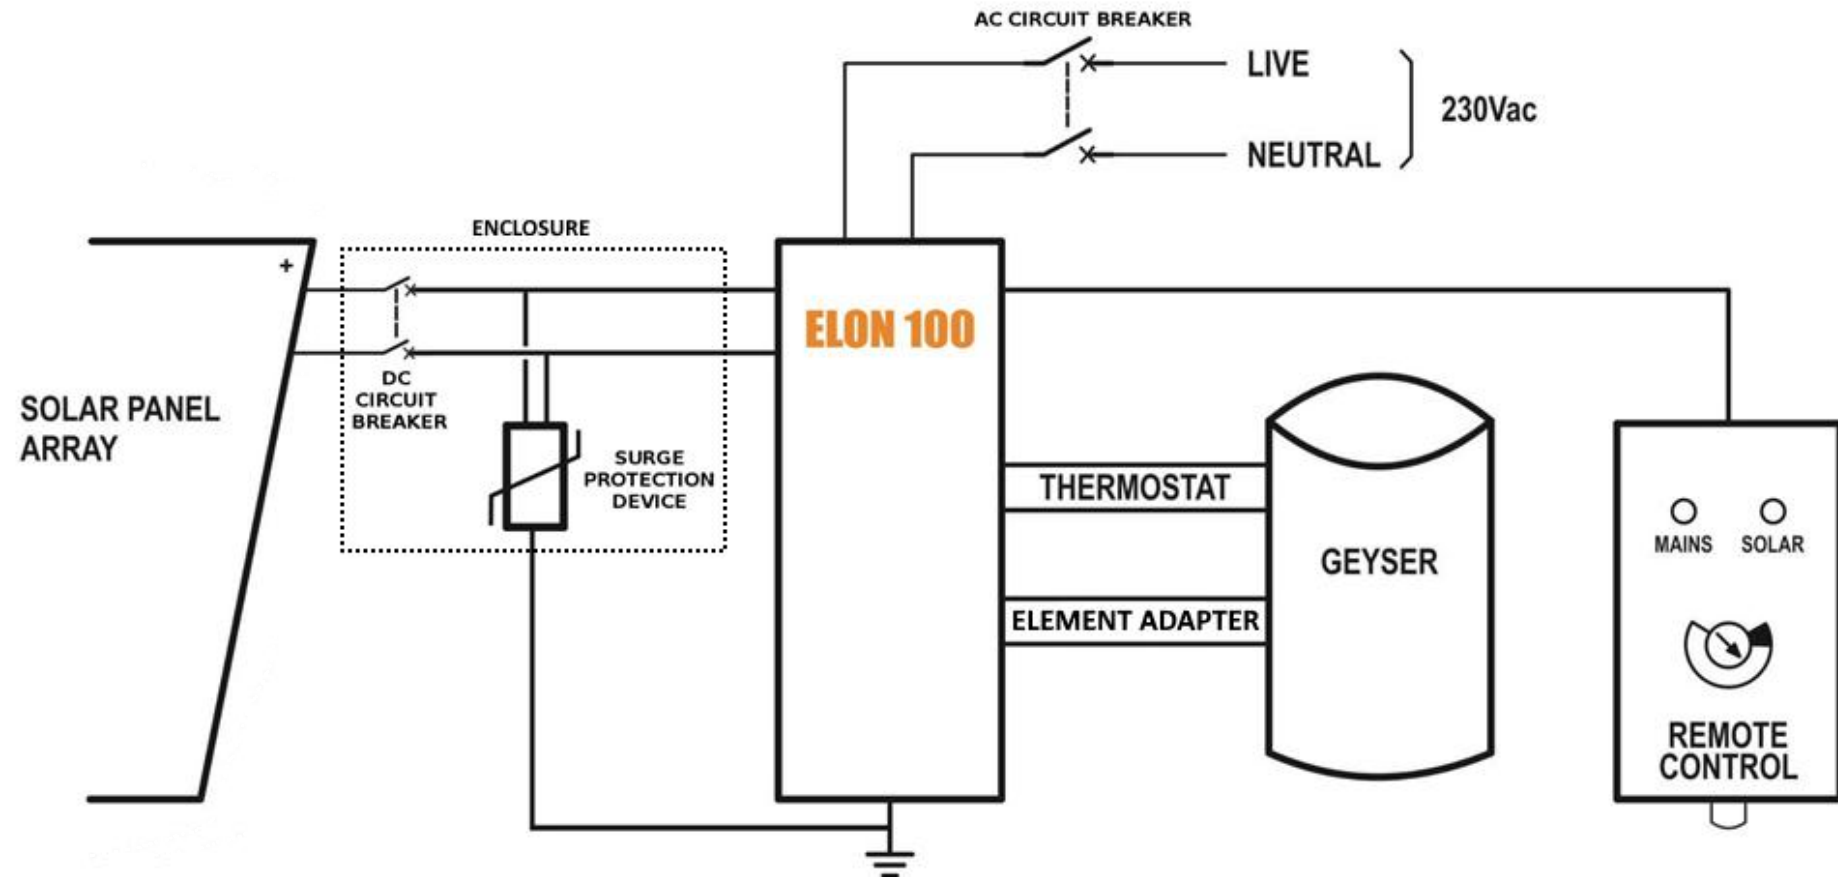 AC CIRCUIT BREAKER
LIVE
230Vac
NEUTRAL
ENCLOSURE
+
ELON 100
DC
CIRCUIT
BREAKER
SOLAR PANEL
ARRAY
SURGE
PROTECTION
DEVICE
THERMOSTAT
GEYSER
ELEMENT ADAPTER
MAINS SOLAR
REMOTE
CONTROL